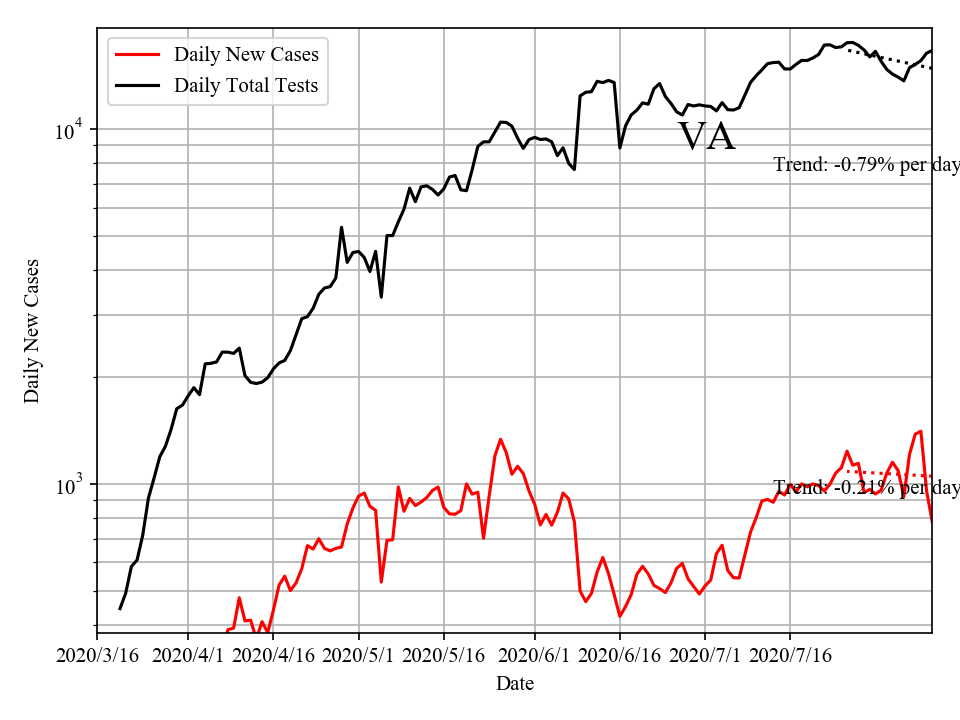 Daily New Cases
Daily Total Tests
10^4
VA
Trend: -0.79% per day
Daily New Cases
10^3
Trend: -0.21% per day
2020/3/16 2020/4/1 2020/4/16 2020/5/1 2020/5/16 2020/6/1 2020/6/16 2020/7/1 2020/7/16
Date